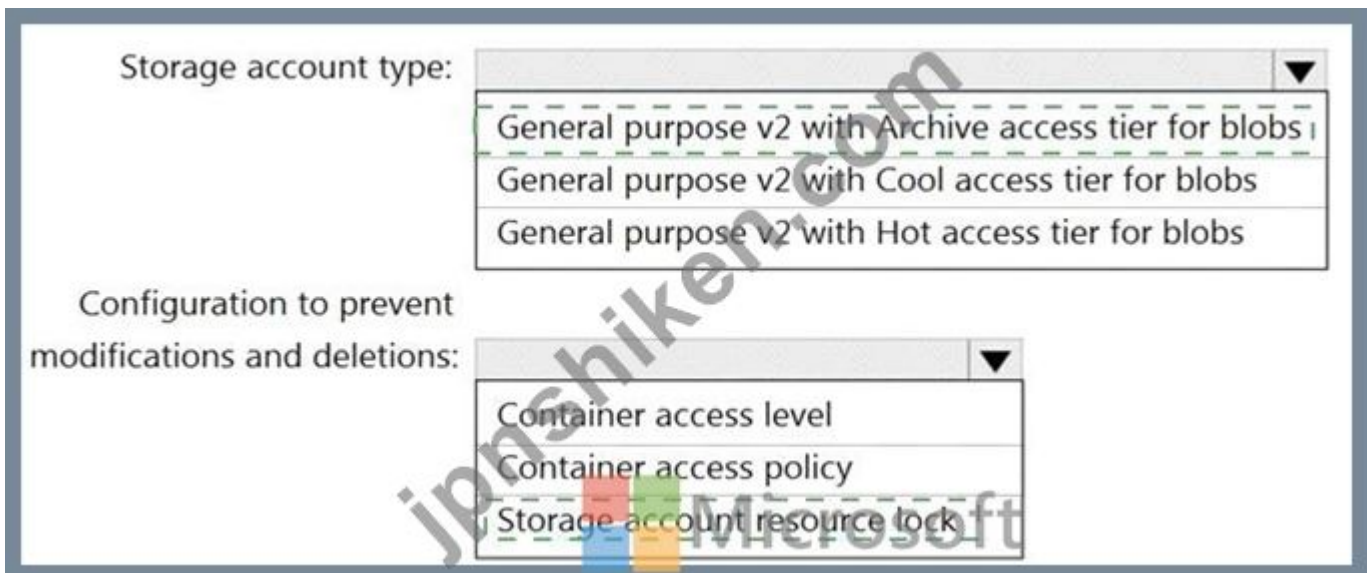 Storage account type:
General purpose v2 with Archive access tier for blobs
General purpose v2 with Cool access tier for blobs
General purpose v2 with Hot access tier for blobs
Configuration to prevent
modifications and deletions:
Container access level
Container access policy
Storage account resource lock
Microsoft
jpnshiken.com